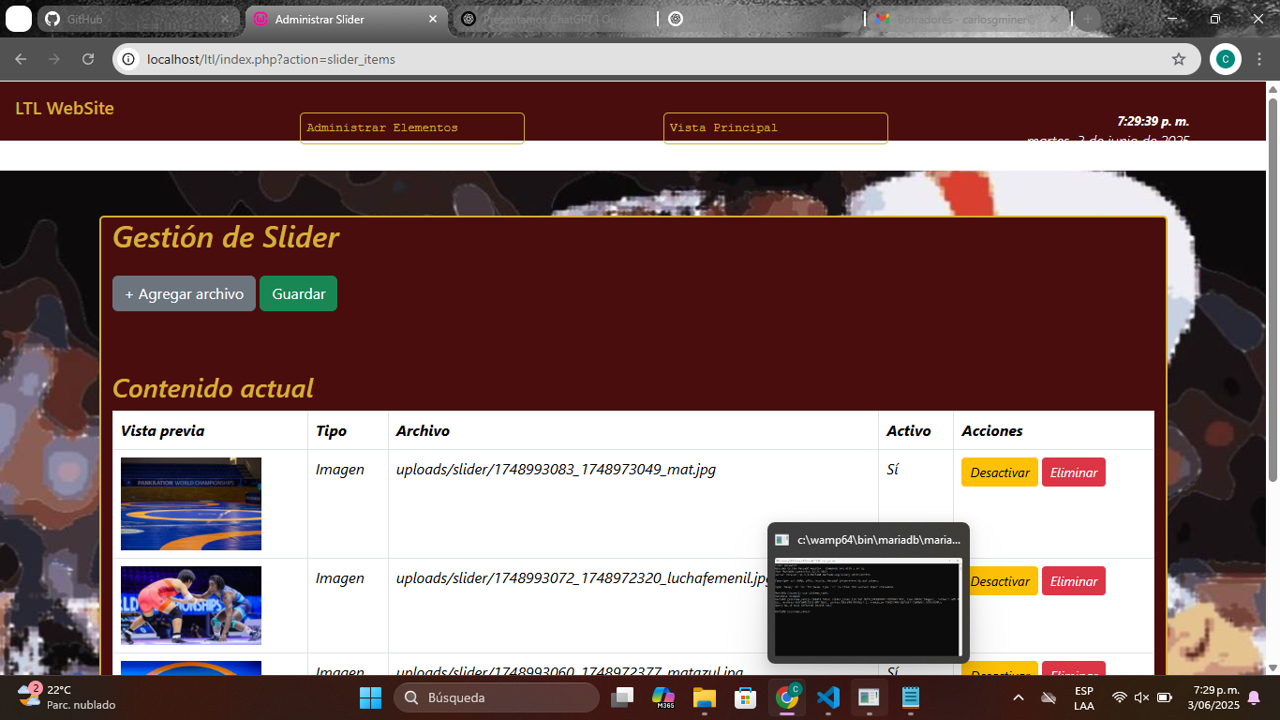 GitHub
Administrar Slider
Presentamos ChatGPT | O
Borradores - carlosgminer
localhost/ltl/index.php?action=slider_items
C
LTL WebSite
Administrar Elementos
Vista Principal
7:29:39 p. m.
martes, 3 de junio de 2025
Gestión de Slider
+ Agregar archivo
Guardar
Contenido actual
Vista previa Tipo Archivo Activo Acciones
PANKRATION WORLD CHAMPIONSHIPS
Imagen uploads/slider/1748993083_1748973049_mat.jpg Sí Desactivar Eliminar
c:\wamp64\bin\mariadb\maria...
Imagen uploads/slider/1748993072_1748972320_luchafemenil.jpg Desactivar Eliminar
Imagen uploads/slider/1748993060_1748972377_matazul.jpg Sí Desactivar Eliminar
2
22°C
Parc. nublado
Búsqueda
M365
C
ESP
LAA
7:29 p. m.
3/06/2025